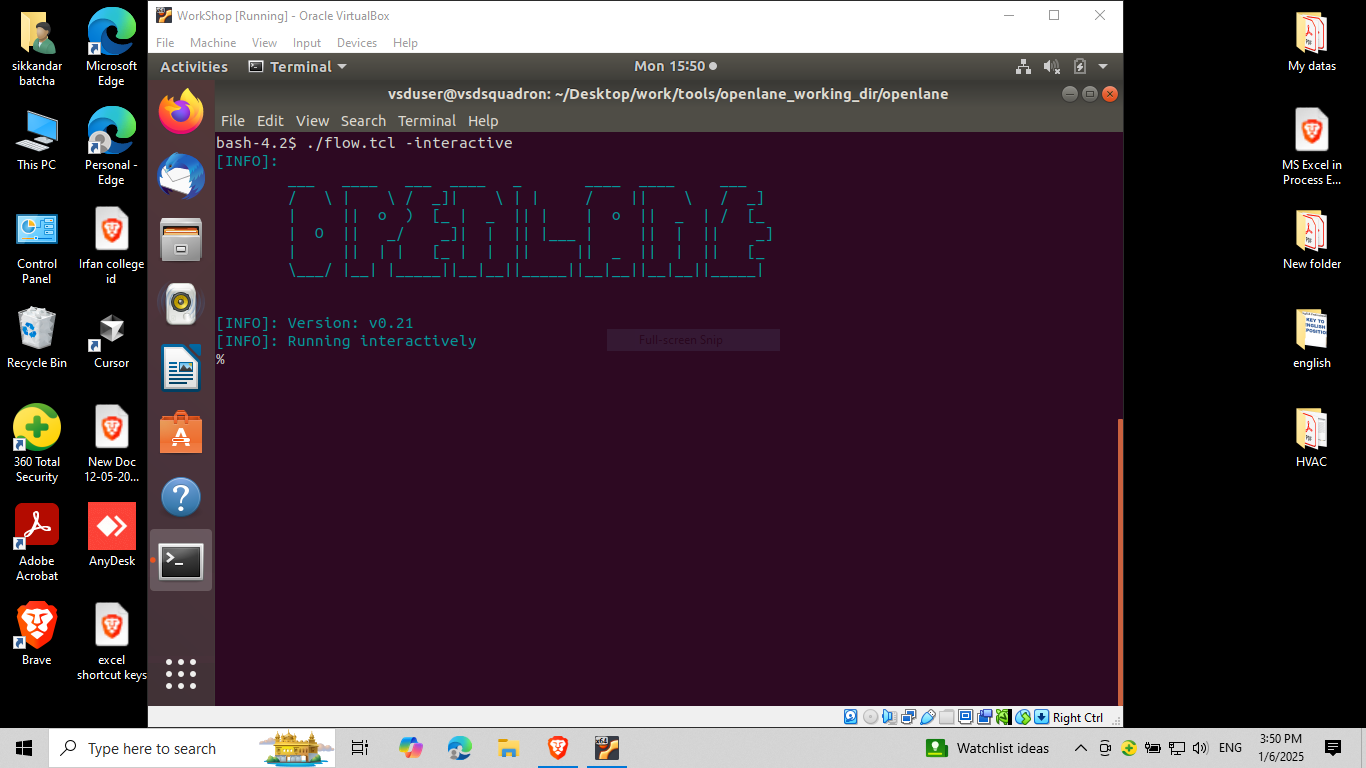 WorkShop [Running] - Oracle VirtualBox
File Machine View Input Devices Help
Activities Terminal Mon 15:50
vsduser@vsdsquadron: ~/Desktop/work/tools/openlane_working_dir/openlane
File Edit View Search Terminal Help
bash-4.2$ ./flow.tcl -interactive
[INFO]:
OPENLANE
[INFO]: Version: v0.21
[INFO]: Running interactively
%
Full-screen Snip
Right Ctrl
sikkandar
batcha
Microsoft
Edge
This PC
Personal -
Edge
Control
Panel
Irfan college
id
Recycle Bin
Cursor
360 Total
Security
New Doc
12-05-20...
Adobe
Acrobat
AnyDesk
Brave
excel
shortcut keys
My datas
MS Excel in
Process E...
New folder
KEY TO
ENGLISH
english
HVAC
Type here to search
Watchlist ideas
ENG
3:50 PM
1/6/2025